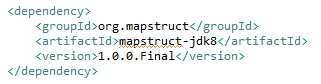 <dependency>
<groupId>org.mapstruct</groupId>
<artifactId>mapstruct-jdk8</artifactId>
<version>1.0.0.Final</version>
</dependency>